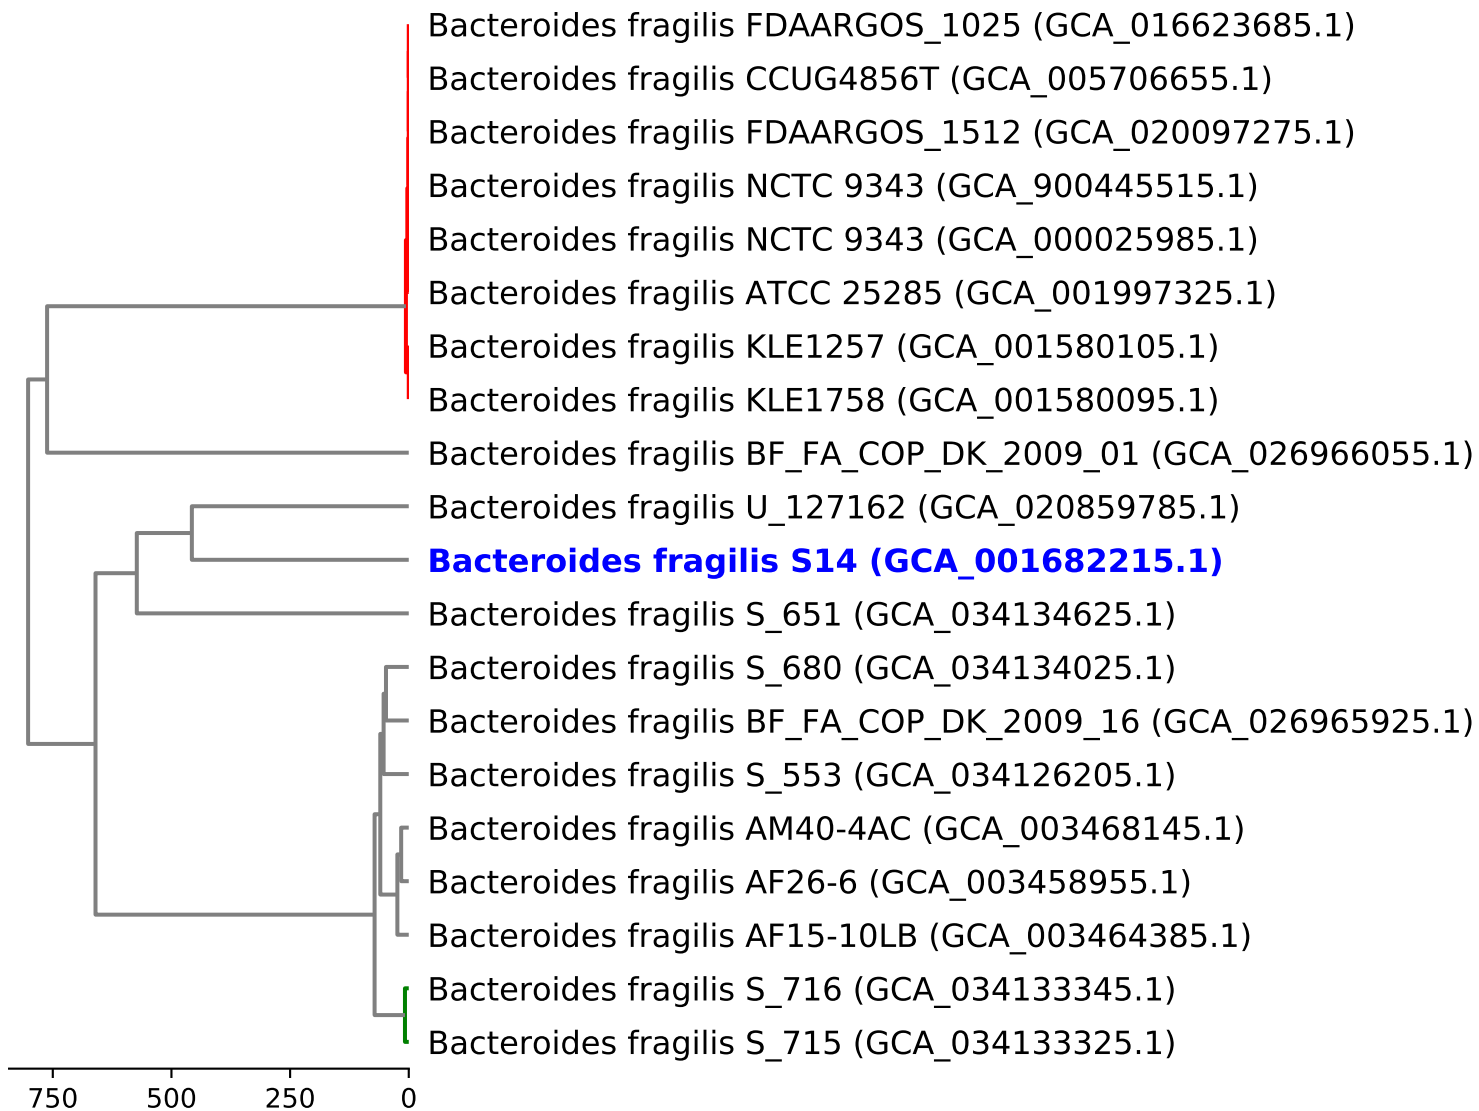 Bacteroides fragilis FDAARGOS_1025 (GCA_016623685.1)
Bacteroides fragilis CCUG4856T (GCA_005706655.1)
Bacteroides fragilis FDAARGOS_1512 (GCA_020097275.1)
Bacteroides fragilis NCTC 9343 (GCA_900445515.1)
Bacteroides fragilis NCTC 9343 (GCA_000025985.1)
Bacteroides fragilis ATCC 25285 (GCA_001997325.1)
Bacteroides fragilis KLE1257 (GCA_001580105.1)
Bacteroides fragilis KLE1758 (GCA_001580095.1)
Bacteroides fragilis BF_FA_COP_DK_2009_01 (GCA_026966055.1)
Bacteroides fragilis U_127162 (GCA_020859785.1)
Bacteroides fragilis S14 (GCA_001682215.1)
Bacteroides fragilis S_651 (GCA_034134625.1)
Bacteroides fragilis S_680 (GCA_034134025.1)
Bacteroides fragilis BF_FA_COP_DK_2009_16 (GCA_026965925.1)
Bacteroides fragilis S_553 (GCA_034126205.1)
Bacteroides fragilis AM40-4AC (GCA_003468145.1)
Bacteroides fragilis AF26-6 (GCA_003458955.1)
Bacteroides fragilis AF15-10LB (GCA_003464385.1)
Bacteroides fragilis S_716 (GCA_034133345.1)
Bacteroides fragilis S_715 (GCA_034133325.1)
750 500 250 0